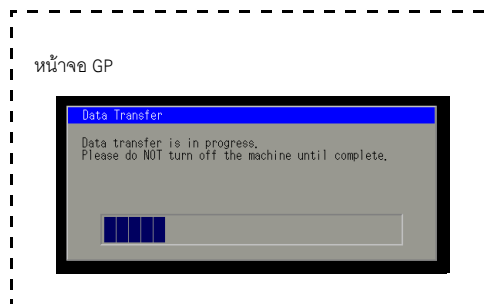 หน้าจอ GP
Data Transfer
Data transfer is in progress.
Please do NOT turn off the machine until complete.